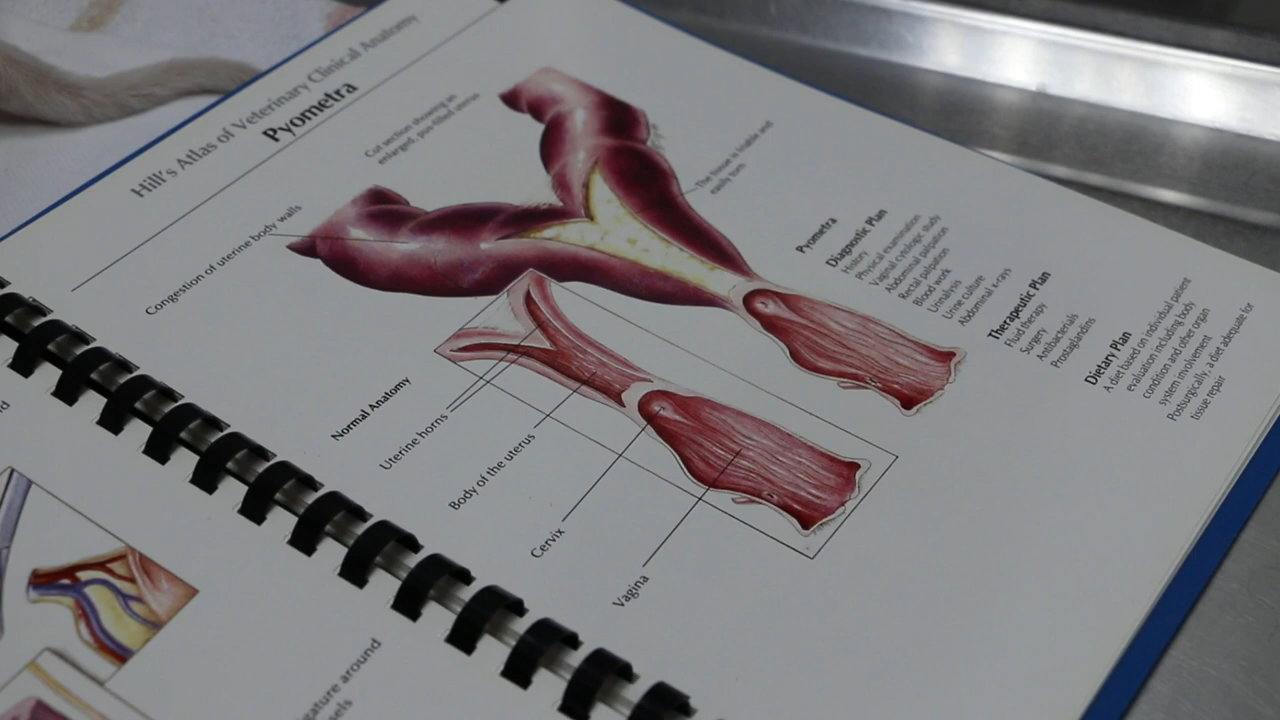 Hill's Atlas of Veterinary Clinical Anatomy
Pyometra
Cut section showing an
enlarged, pus-filled uterus
The tissue is friable and
easily torn
Congestion of uterine body walls
Pyometra
Diagnostic Plan
History
Physical examination
Vaginal cytologic study
Abdominal palpation
Rectal palpation
Blood work
Urinalysis
Urine culture
Abdominal x-rays
Therapeutic Plan
Fluid therapy
Surgery
Antibacterials
Prostaglandins
Dietary Plan
A diet based on individual patient
evaluation including body
condition and other organ
system involvement
Postsurgically, a diet adequate for
tissue repair
Normal Anatomy
Uterine horns
Body of the uterus
Cervix
Vagina
gature around
sels